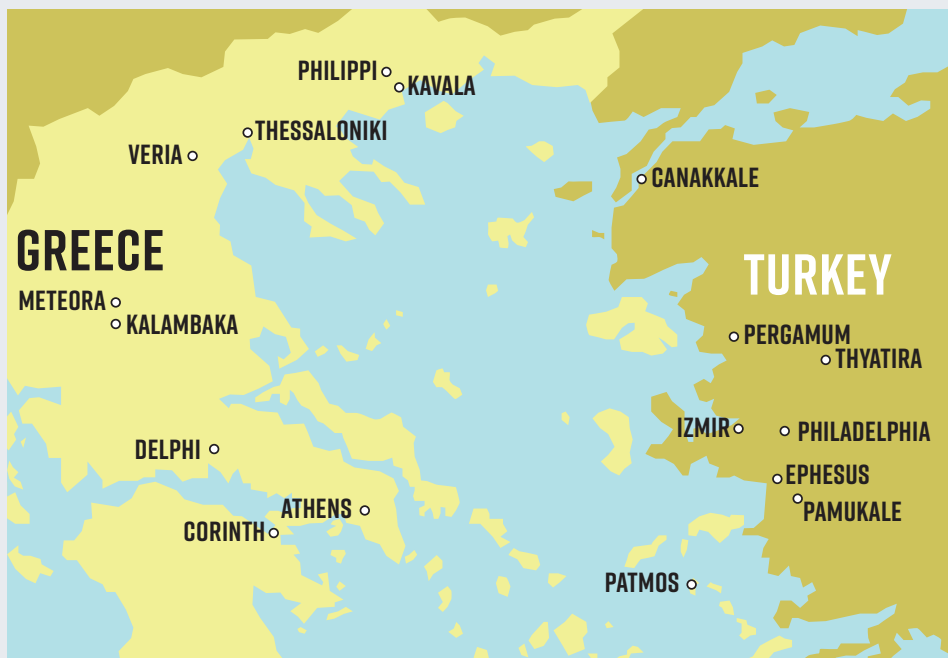 PHILIPPI
KAVALA
THESSALONIKI
VERIA
CANAKKALE
GREECE
TURKEY
METEORA
KALAMBAKA
PERGAMUM
THYATIRA
IZMIR
PHILADELPHIA
DELPHI
EPHESUS
ATHENS
PAMUKALE
CORINTH
PATMOS